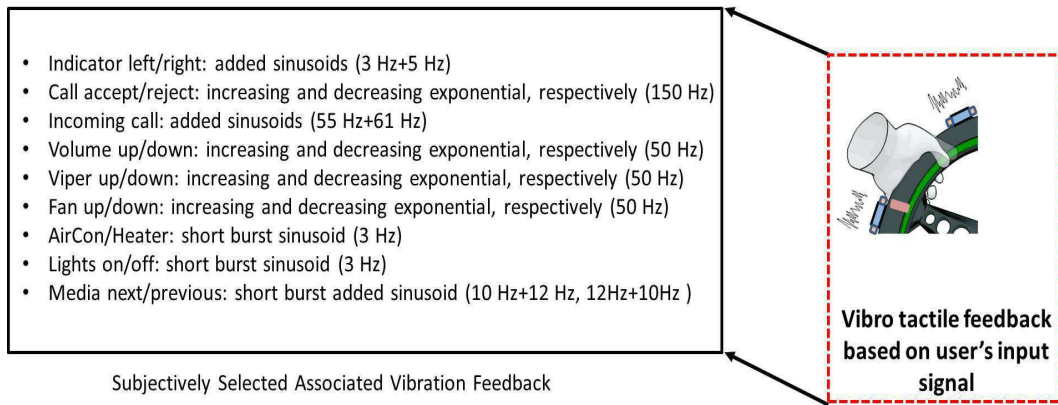 • Indicator left/right: added sinusoids (3 Hz+5 Hz)
• Call accept/reject: increasing and decreasing exponential, respectively (150 Hz)
• Incoming call: added sinusoids (55 Hz+61 Hz)
• Volume up/down: increasing and decreasing exponential, respectively (50 Hz)
• Viper up/down: increasing and decreasing exponential, respectively (50 Hz)
• Fan up/down: increasing and decreasing exponential, respectively (50 Hz)
• AirCon/Heater: short burst sinusoid (3 Hz)
• Lights on/off: short burst sinusoid (3 Hz)
• Media next/previous: short burst added sinusoid (10 Hz+12 Hz, 12Hz+10Hz )
Subjectively Selected Associated Vibration Feedback
Vibro tactile feedback
based on user's input
signal